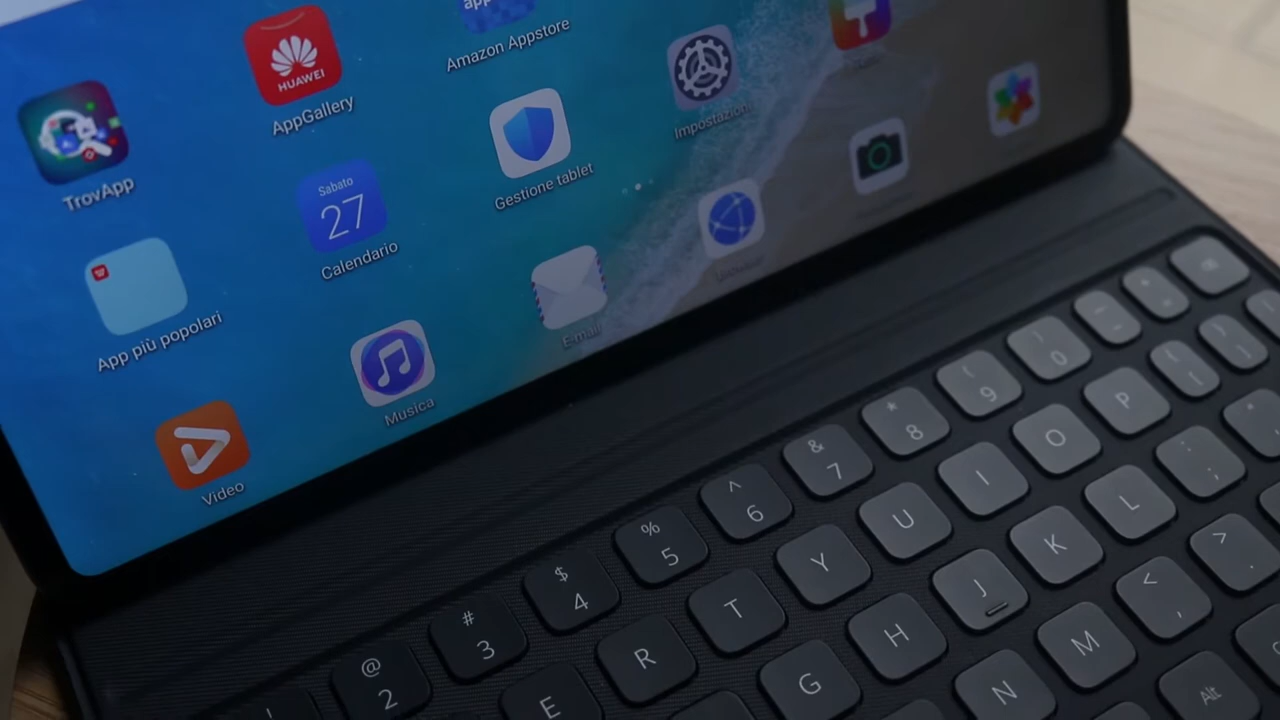 app
Amazon Appstore
HUAWEI
AppGallery
Impostazioni
TrovApp
Gestione tablet
Sabato
27
Calendario
E-mail
App più popolari
Musica
Video
@
2
#
3
$
4
%
5
^
6
&
7
*
8
(
9
)
0
E
R
T
Y
U
I
O
P
G
H
J
K
L
:
;
N
M
<
,
>
.
Alt